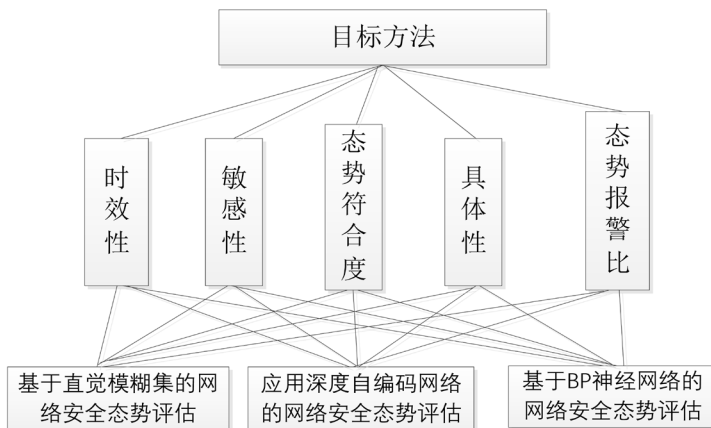 目标方法
时效性
敏感性
态势符合度
具体性
态势报警比
基于直觉模糊集的网
络安全态势评估
应用深度自编码网络
的网络安全态势评估
基于BP神经网络的
网络安全态势评估